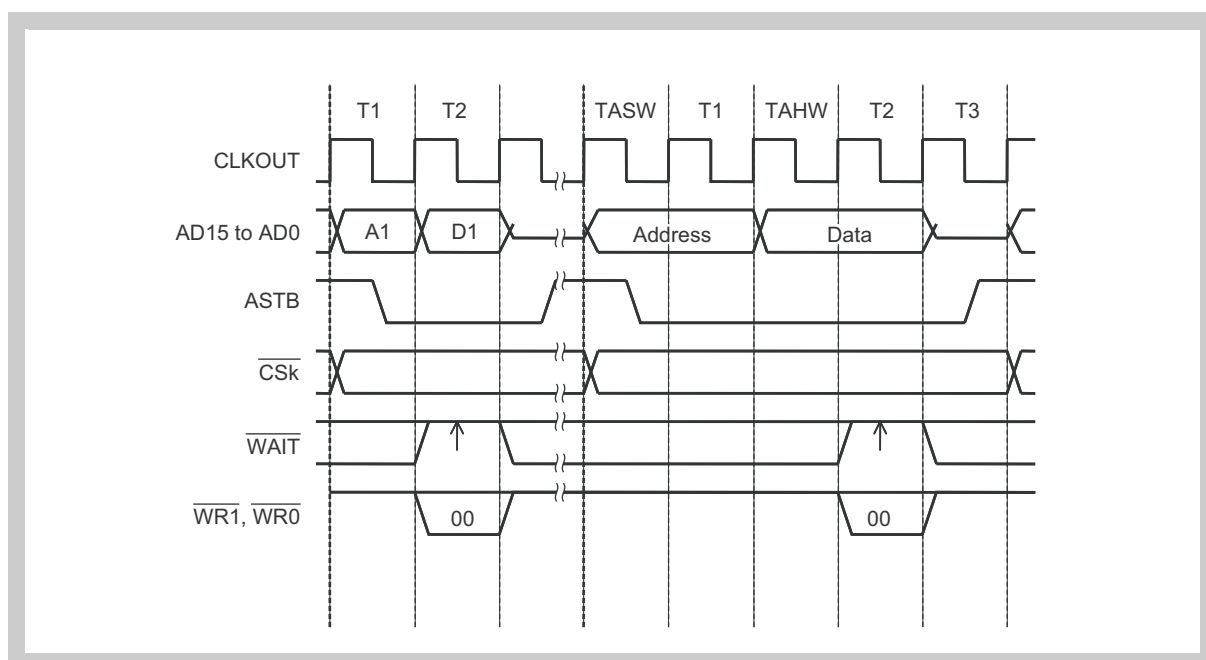 T1 T2 TASW T1 TAHW T2 T3
CLKOUT
AD15 to AD0 A1 D1 Address Data
ASTB
CSk
WAIT
WR1, WR0 00 00